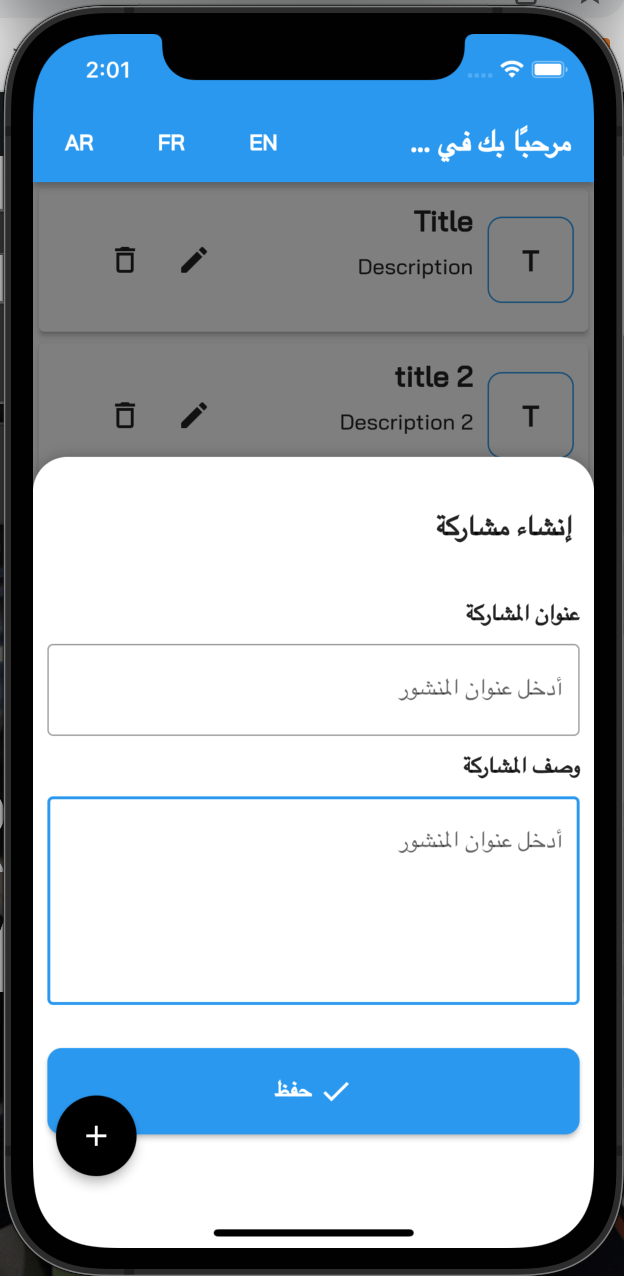 2:01
مرحبًا بك في ...
EN
FR
AR
T
Title
Description
T
title 2
Description 2
إنشاء مشاركة
عنوان المشاركة
أدخل عنوان المنشور
وصف المشاركة
أدخل عنوان المنشور
حفظ